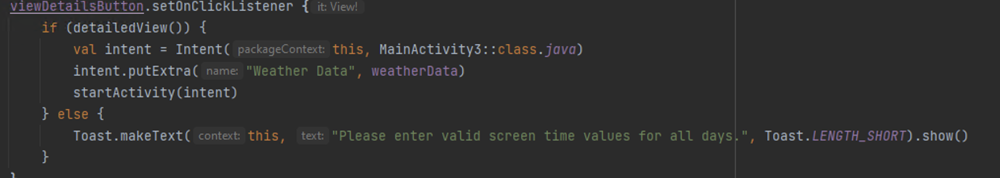 viewDetailsButton.setOnClickListener { it: View!
if (detailedView()) {
val intent = Intent( packageContext: this, MainActivity3::class.java)
intent.putExtra( name: "Weather Data", weatherData)
startActivity(intent)
} else {
Toast.makeText( context: this, text: "Please enter valid screen time values for all days.", Toast.LENGTH_SHORT).show()
}
}